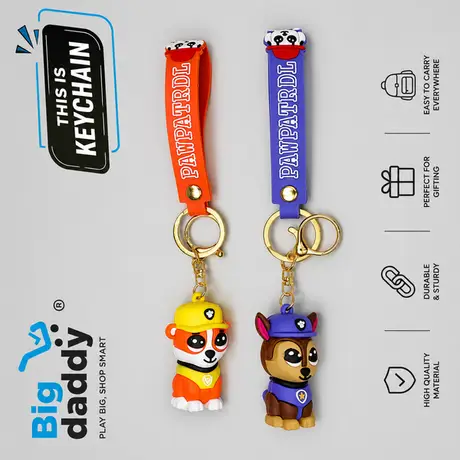 THIS IS
KEYCHAIN
PAWPATRDL
PAWPATRDL
EASY TO CARRY
EVERYWHERE
PERFECT FOR
GIFTING
DURABLE
& STURDY
HIGH QUALITY
MATERIAL
Big
daddy®
PLAY BIG, SHOP SMART